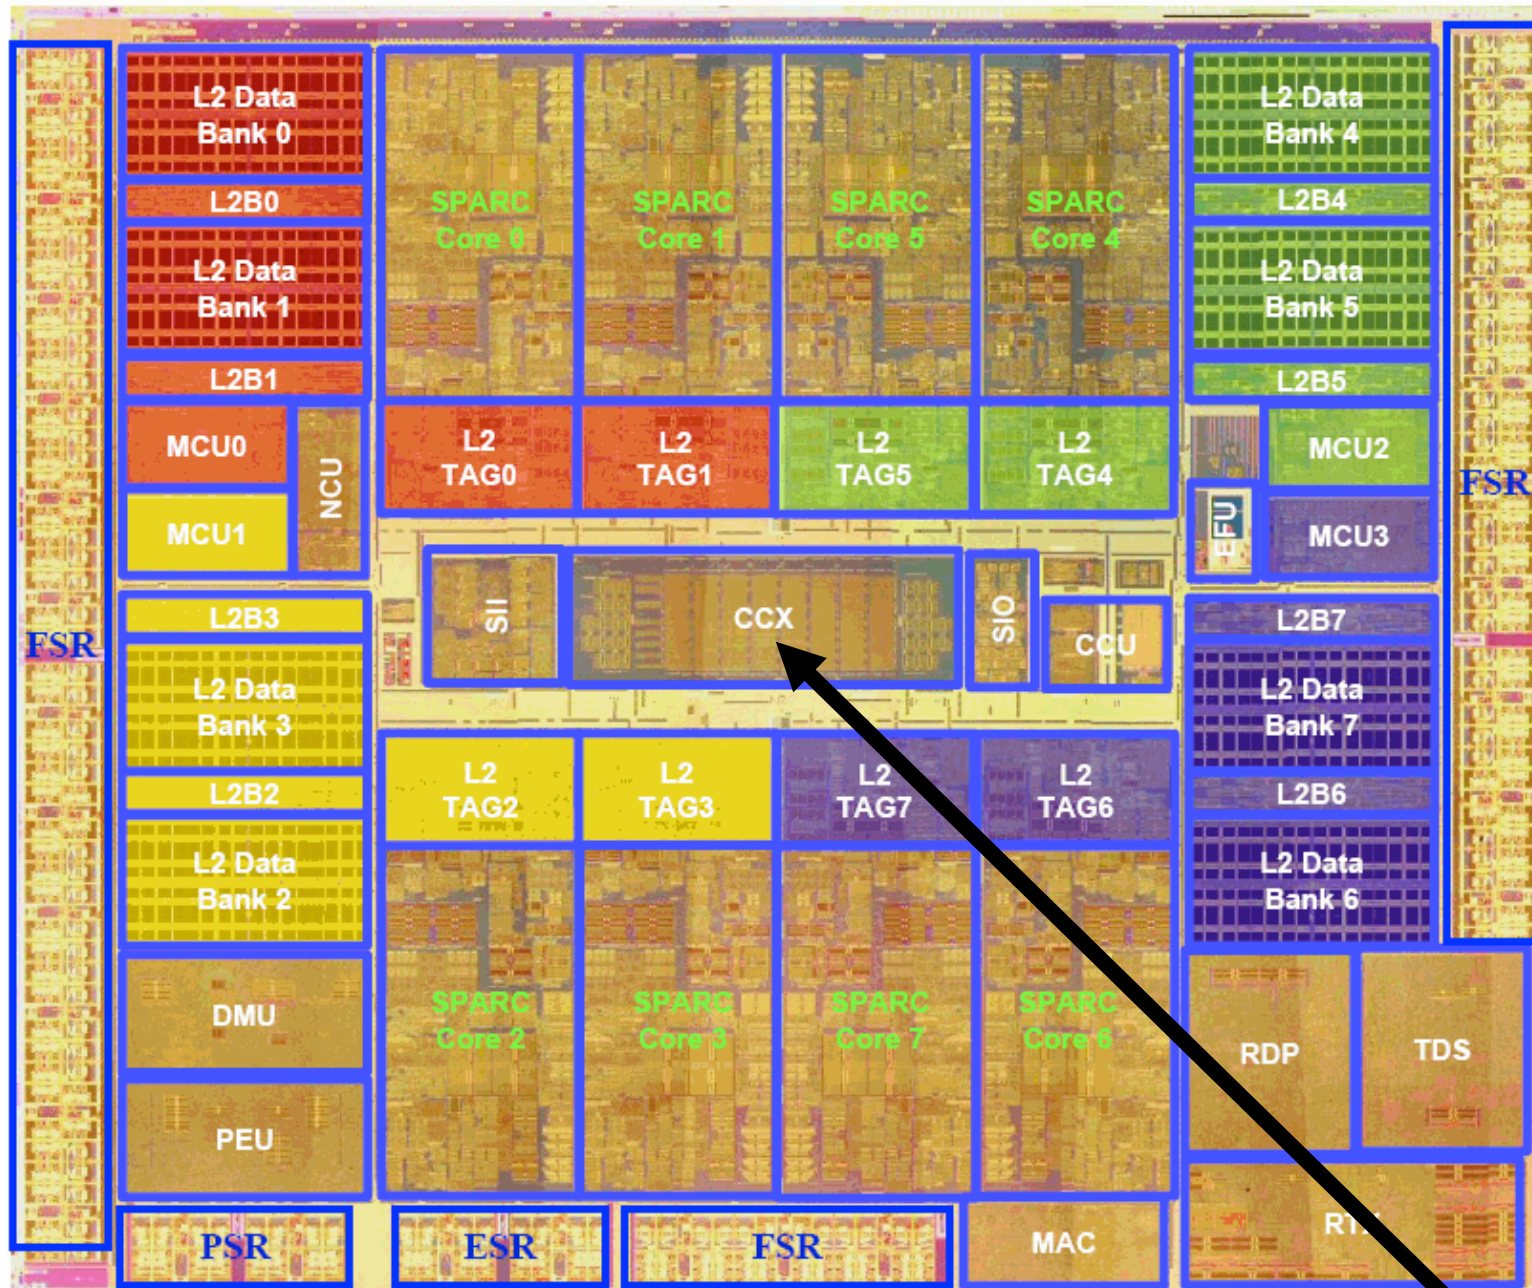 L2 Data
Bank 0
L2B0
L2 Data
Bank 1
L2B1
MCU0
MCU1
NCU
SPARC
Core 0
SPARC
Core 1
SPARC
Core 5
SPARC
Core 4
L2
TAG0
L2
TAG1
L2
TAG5
L2
TAG4
L2 Data
Bank 4
L2B4
L2 Data
Bank 5
L2B5
MCU2
MCU3
EFU
FSR
FSR
SII
CCX
SIO
CCU
L2B3
L2 Data
Bank 3
L2B2
L2 Data
Bank 2
DMU
PEU
L2
TAG2
L2
TAG3
L2
TAG7
L2
TAG6
SPARC
Core 2
SPARC
Core 3
SPARC
Core 7
SPARC
Core 6
L2B7
L2 Data
Bank 7
L2B6
L2 Data
Bank 6
RDP
TDS
PSR
ESR
FSR
MAC
RTX